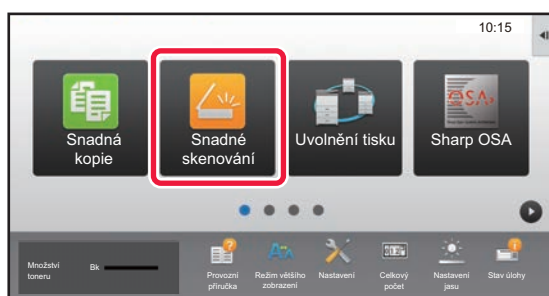 10:15
Snadná
kopie
Snadné
skenování
Uvolnění tisku
Sharp OSA
OSA
Množství
toneru
Bk
Provozní
příručka
Režim většího
zobrazení
Nastavení
Celkový
počet
Nastavení
jasu
Stav úlohy